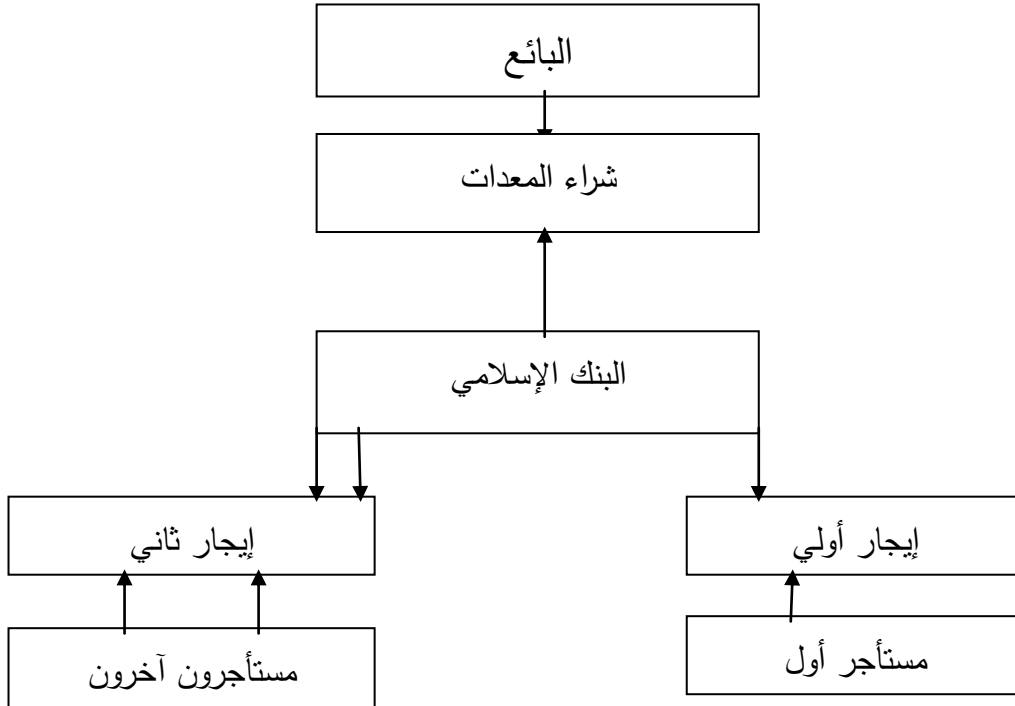 البائع
شراء المعدات
البنك الإسلامي
إيجار أولي
إيجار ثاني
مستأجر أول
مستأجرون آخرون